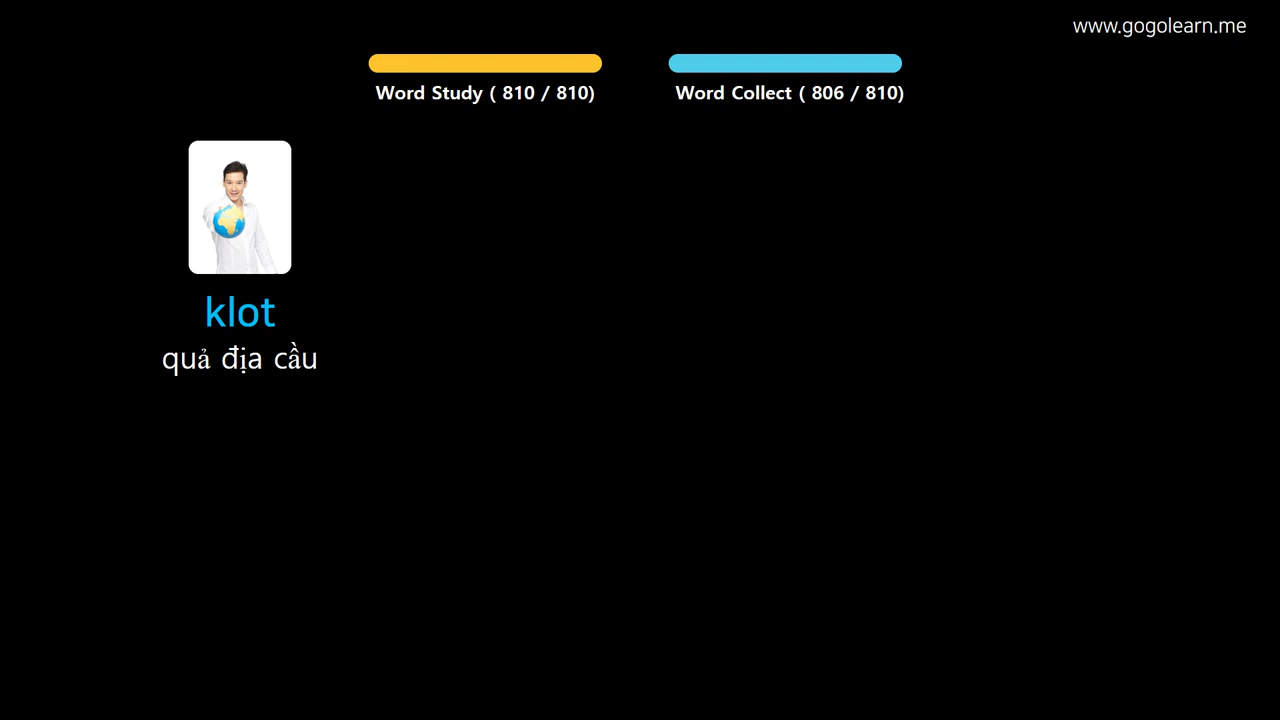 www.gogolearn.me
Word Study ( 810 / 810)
Word Collect ( 806 / 810)
klot
quả địa cầu